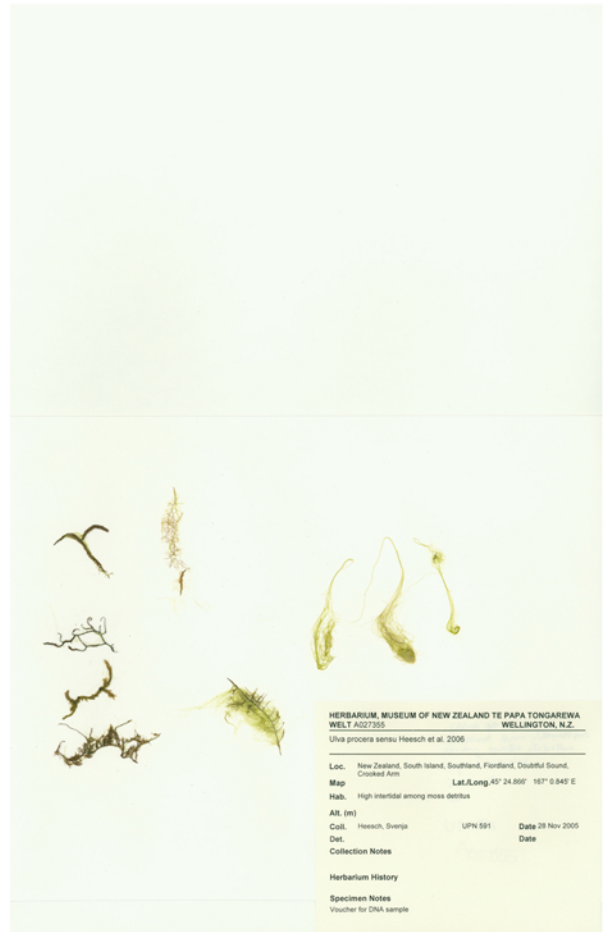 HERBARIUM, MUSEUM OF NEW ZEALAND TE PAPA TONGAREWA
WELT A027355 WELLINGTON, N.Z.
Ulva procera sensu Heesch et al. 2006
Loc. New Zealand, South Island, Southland, Fiordland, Doubtful Sound,
Crooked Arm
Map Lat./Long. 45° 24.866' 167° 0.845' E
Hab. High intertidal among moss detritus
Alt. (m)
Coll. Heesch, Svenja UPN 591 Date 28 Nov 2005
Det. Date
Collection Notes
Herbarium History
Specimen Notes
Voucher for DNA sample